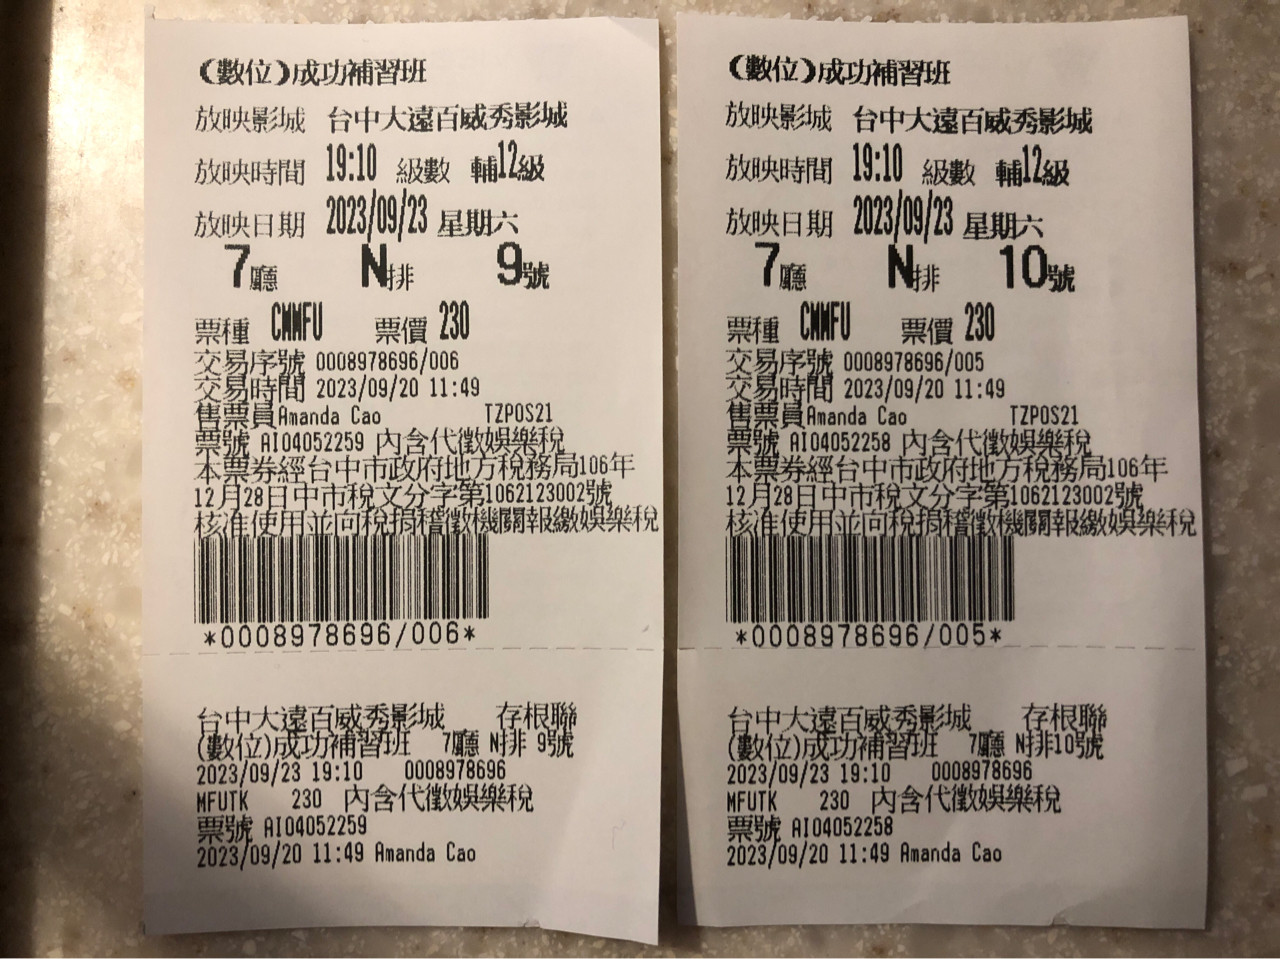 (數位)成功補習班
放映影城 台中大遠百威秀影城
放映時間 19:10 級數 輔12級
放映日期 2023/09/23 星期六
7廳 N排 9號
票種 CMMFU 票價 230
交易序號 0008978696/006
交易時間 2023/09/20 11:49
售票員Amanda Cao TZPOS21
票號 AI04052259 內含代徵娛樂稅
本票券經台中市政府地方稅務局106年
12月28日中市稅文分字第1062123002號
核准使用並向稅捐稽徵機關報繳娛樂稅
*0008978696/006*
台中大遠百威秀影城 存根聯
(數位)成功補習班 7廳 N排 9號
2023/09/23 19:10 0008978696
MFUTK 230 內含代徵娛樂稅
票號 AI04052259
2023/09/20 11:49 Amanda Cao
(數位)成功補習班
放映影城 台中大遠百威秀影城
放映時間 19:10 級數 輔12級
放映日期 2023/09/23 星期六
7廳 N排 10號
票種 CMMFU 票價 230
交易序號 0008978696/005
交易時間 2023/09/20 11:49
售票員Amanda Cao TZPOS21
票號 AI04052258 內含代徵娛樂稅
本票券經台中市政府地方稅務局106年
12月28日中市稅文分字第1062123002號
核准使用並向稅捐稽徵機關報繳娛樂稅
*0008978696/005*
台中大遠百威秀影城 存根聯
(數位)成功補習班 7廳 N排10號
2023/09/23 19:10 0008978696
MFUTK 230 內含代徵娛樂稅
票號 AI04052258
2023/09/20 11:49 Amanda Cao